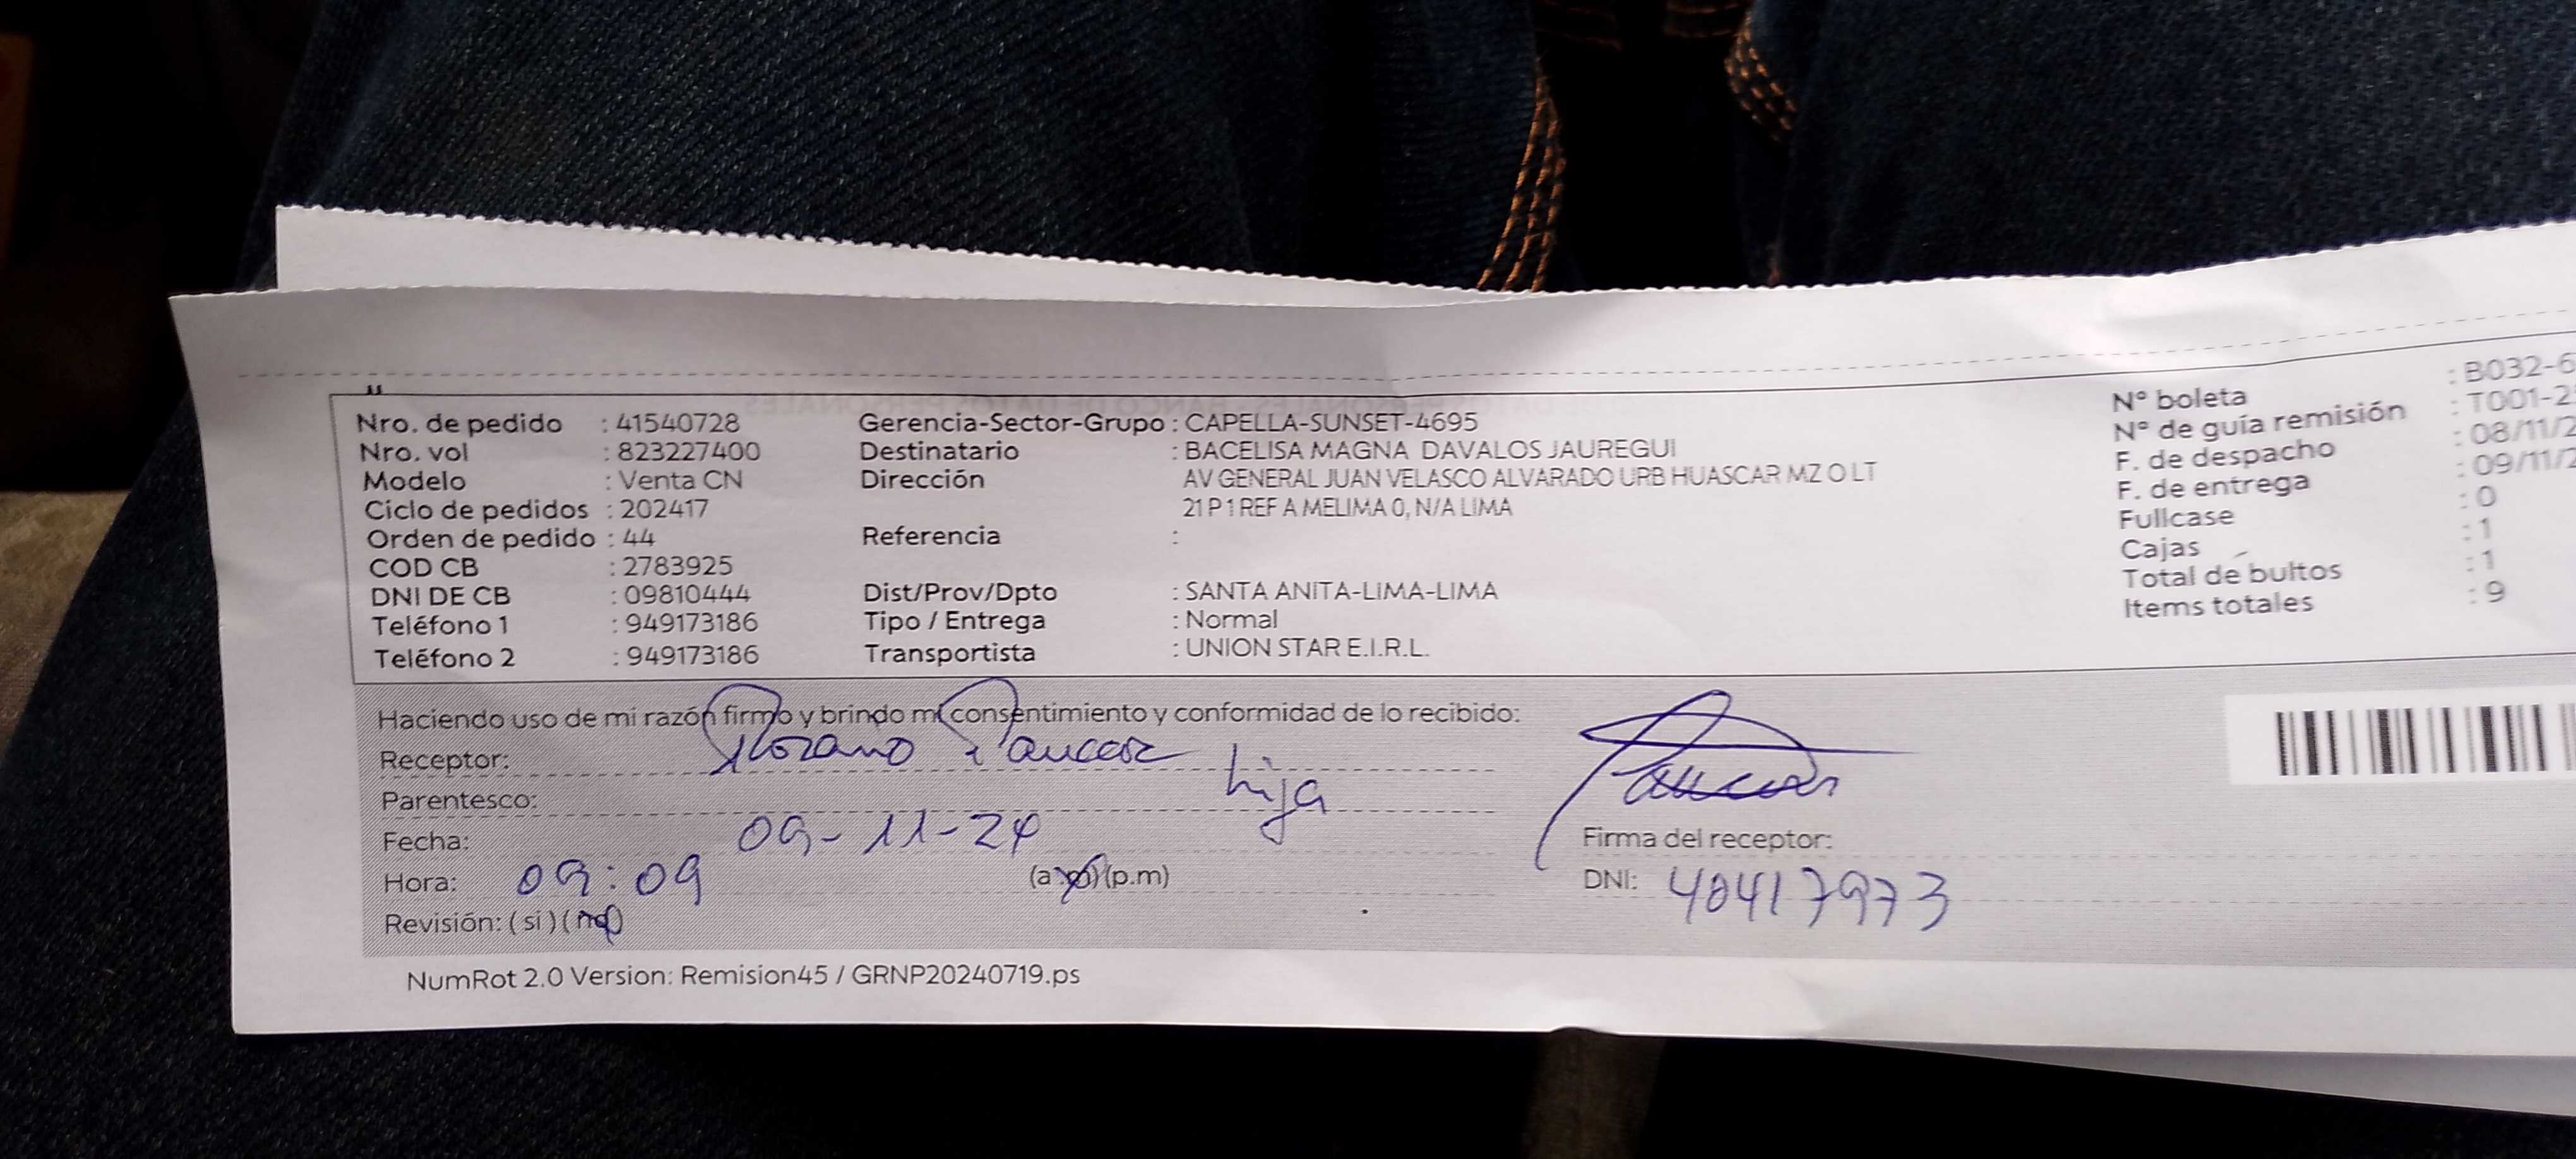 Nro. de pedido : 41540728
Nro. vol : 823227400
Modelo : Venta CN
Ciclo de pedidos : 202417
Orden de pedido : 44
COD CB : 2783925
DNI DE CB : 09810444
Teléfono 1 : 949173186
Teléfono 2 : 949173186
Gerencia-Sector-Grupo : CAPELLA-SUNSET-4695
Destinatario : BACELISA MAGNA DAVALOS JAUREGUI
Dirección AV GENERAL JUAN VELASCO ALVARADO URB HUASCAR MZ O LT
21 P 1 REF A MELIMA 0, N/A LIMA
Referencia :
Dist/Prov/Dpto : SANTA ANITA-LIMA-LIMA
Tipo / Entrega : Normal
Transportista : UNION STAR E.I.R.L.
N° boleta : B032-6
N° de guía remisión : T001-2
F. de despacho : 08/11/2
F. de entrega : 09/11/2
Fullcase : 0
Cajas : 1
Total de bultos : 1
Items totales : 9
Haciendo uso de mi razón firmo y brindo mi consentimiento y conformidad de lo recibido:
Receptor: Paucar
Parentesco: hija
Fecha: 09-11-24
Hora: 09:09 (a.m) (p.m)
Revisión: (si) (no)
Firma del receptor:
DNI: 40417973
NumRot 2.0 Version: Remision45 / GRNP20240719.ps